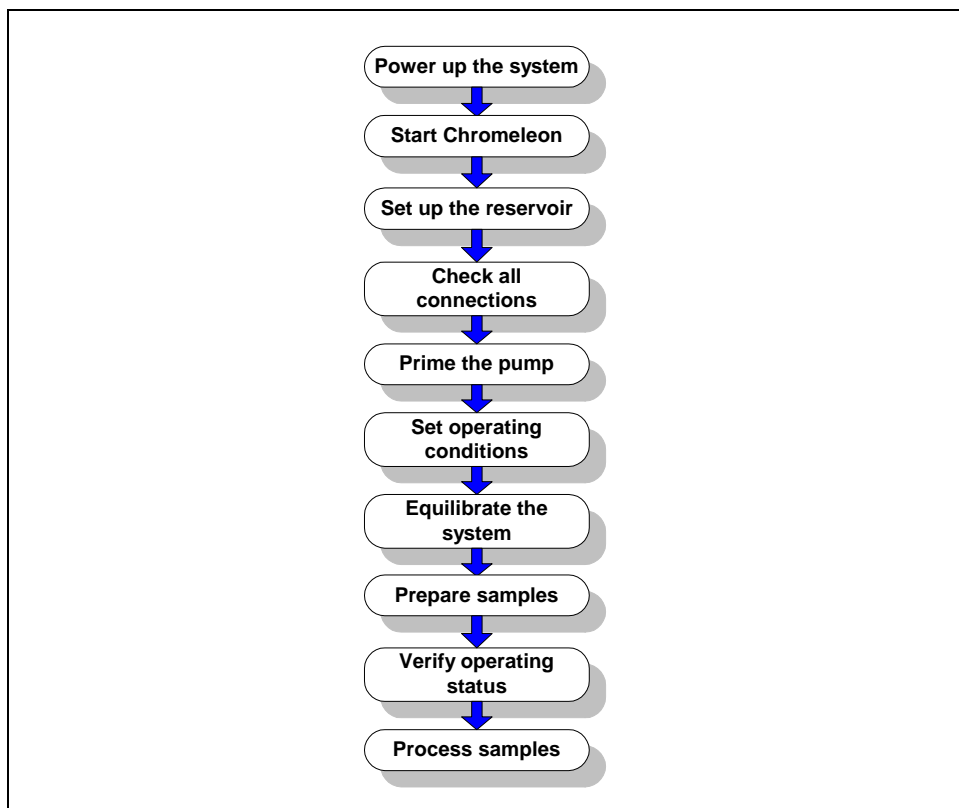 Power up the system
Start Chromeleon
Set up the reservoir
Check all
connections
Prime the pump
Set operating
conditions
Equilibrate the
system
Prepare samples
Verify operating
status
Process samples